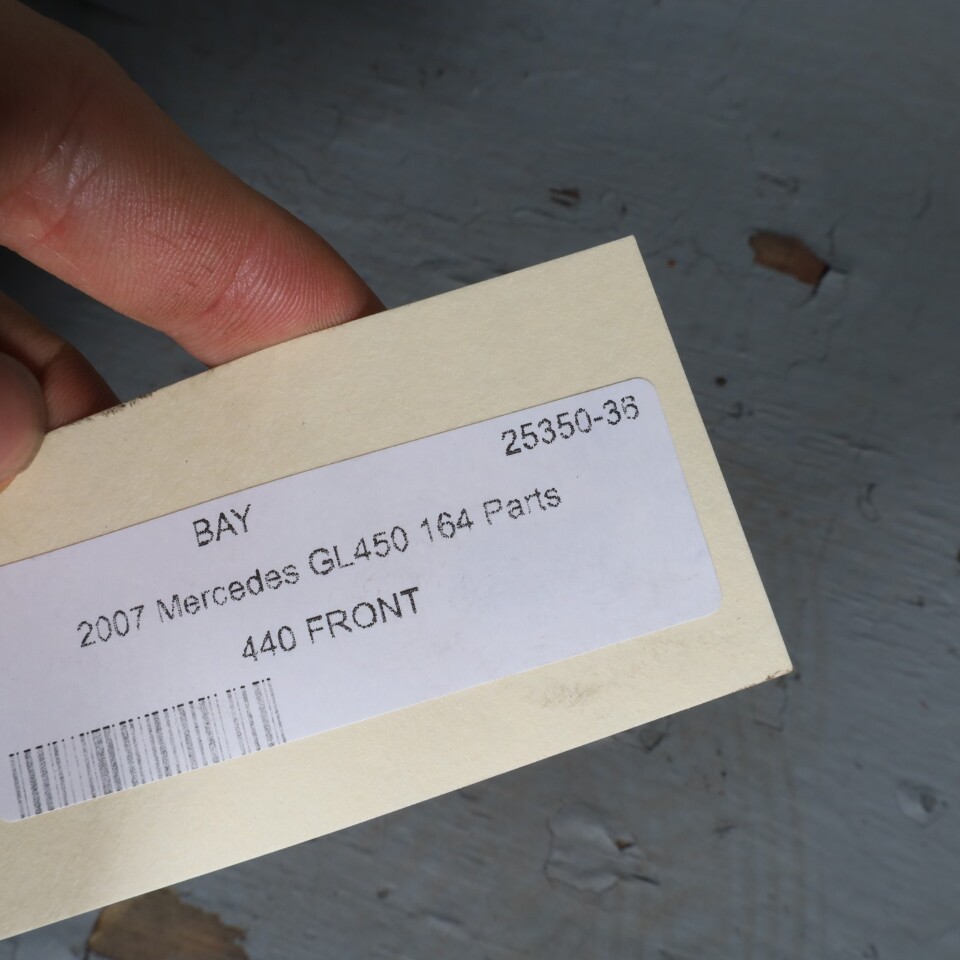 25350-36
BAY
2007 Mercedes GL450 164 Parts
440 FRONT